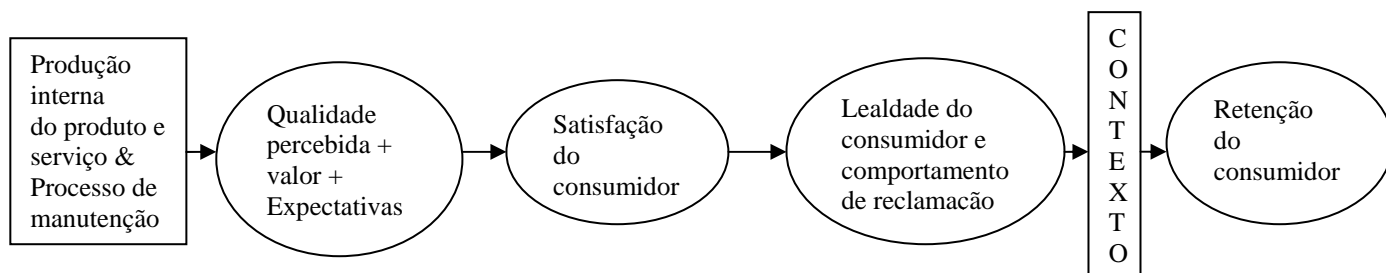 Produção
interna
do produto e
serviço &
Processo de
manutenção
Qualidade
percebida +
valor +
Expectativas
Satisfação
do
consumidor
Lealdade do
consumidor e
comportamento
de reclamacão
C
O
N
T
E
X
T
O
Retenção
do
consumidor